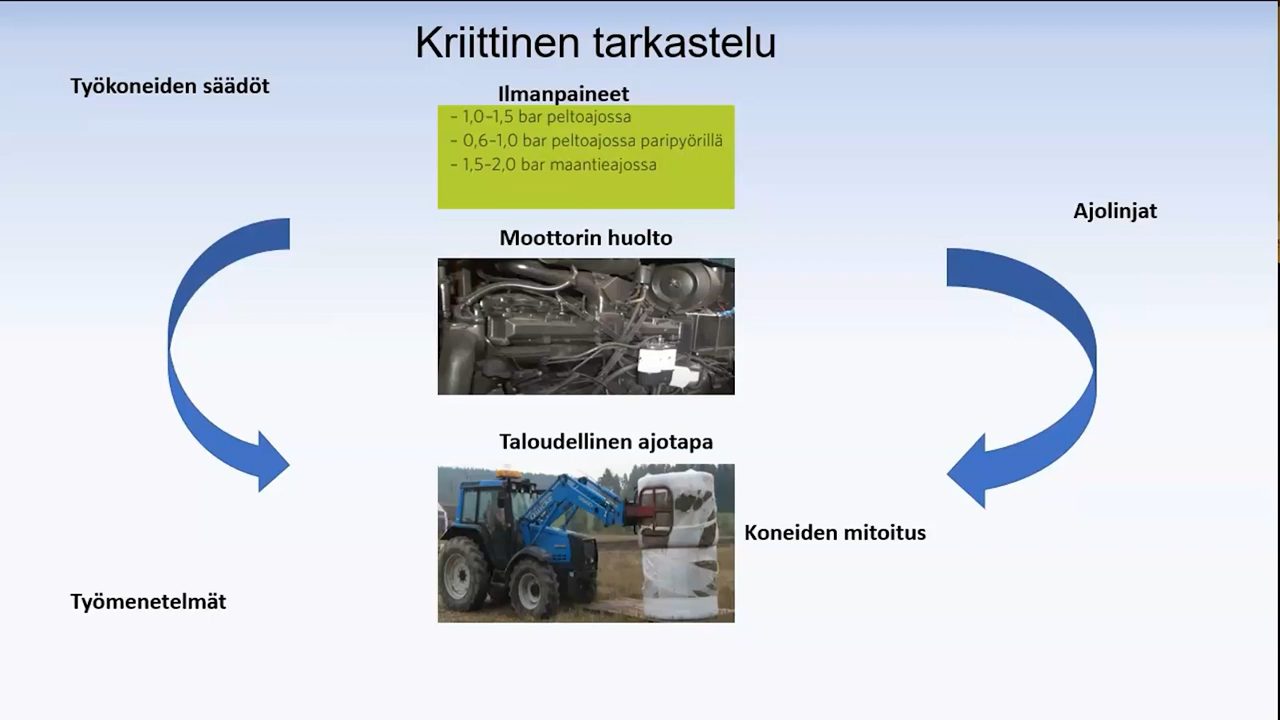 Kriittinen tarkastelu
Työkoneiden säädöt
Ilmanpaineet
– 1,0–1,5 bar peltoajossa
– 0,6–1,0 bar peltoajossa paripyörillä
– 1,5–2,0 bar maantieajossa
Ajolinjat
Moottorin huolto
Taloudellinen ajotapa
Koneiden mitoitus
Työmenetelmät